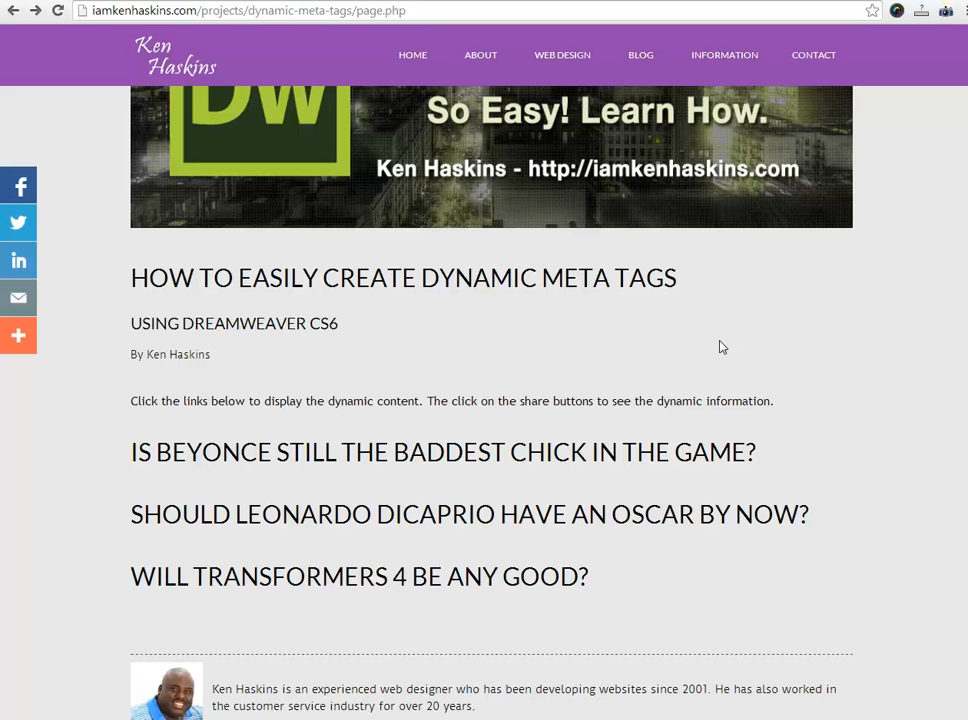 iamkenhaskins.com/projects/dynamic-meta-tags/page.php
Ken
Haskins
HOME ABOUT WEB DESIGN BLOG INFORMATION CONTACT
DW
So Easy! Learn How.
Ken Haskins - http://iamkenhaskins.com
HOW TO EASILY CREATE DYNAMIC META TAGS
USING DREAMWEAVER CS6
By Ken Haskins
Click the links below to display the dynamic content. The click on the share buttons to see the dynamic information.
IS BEYONCE STILL THE BADDEST CHICK IN THE GAME?
SHOULD LEONARDO DICAPRIO HAVE AN OSCAR BY NOW?
WILL TRANSFORMERS 4 BE ANY GOOD?
Ken Haskins is an experienced web designer who has been developing websites since 2001. He has also worked in
the customer service industry for over 20 years.